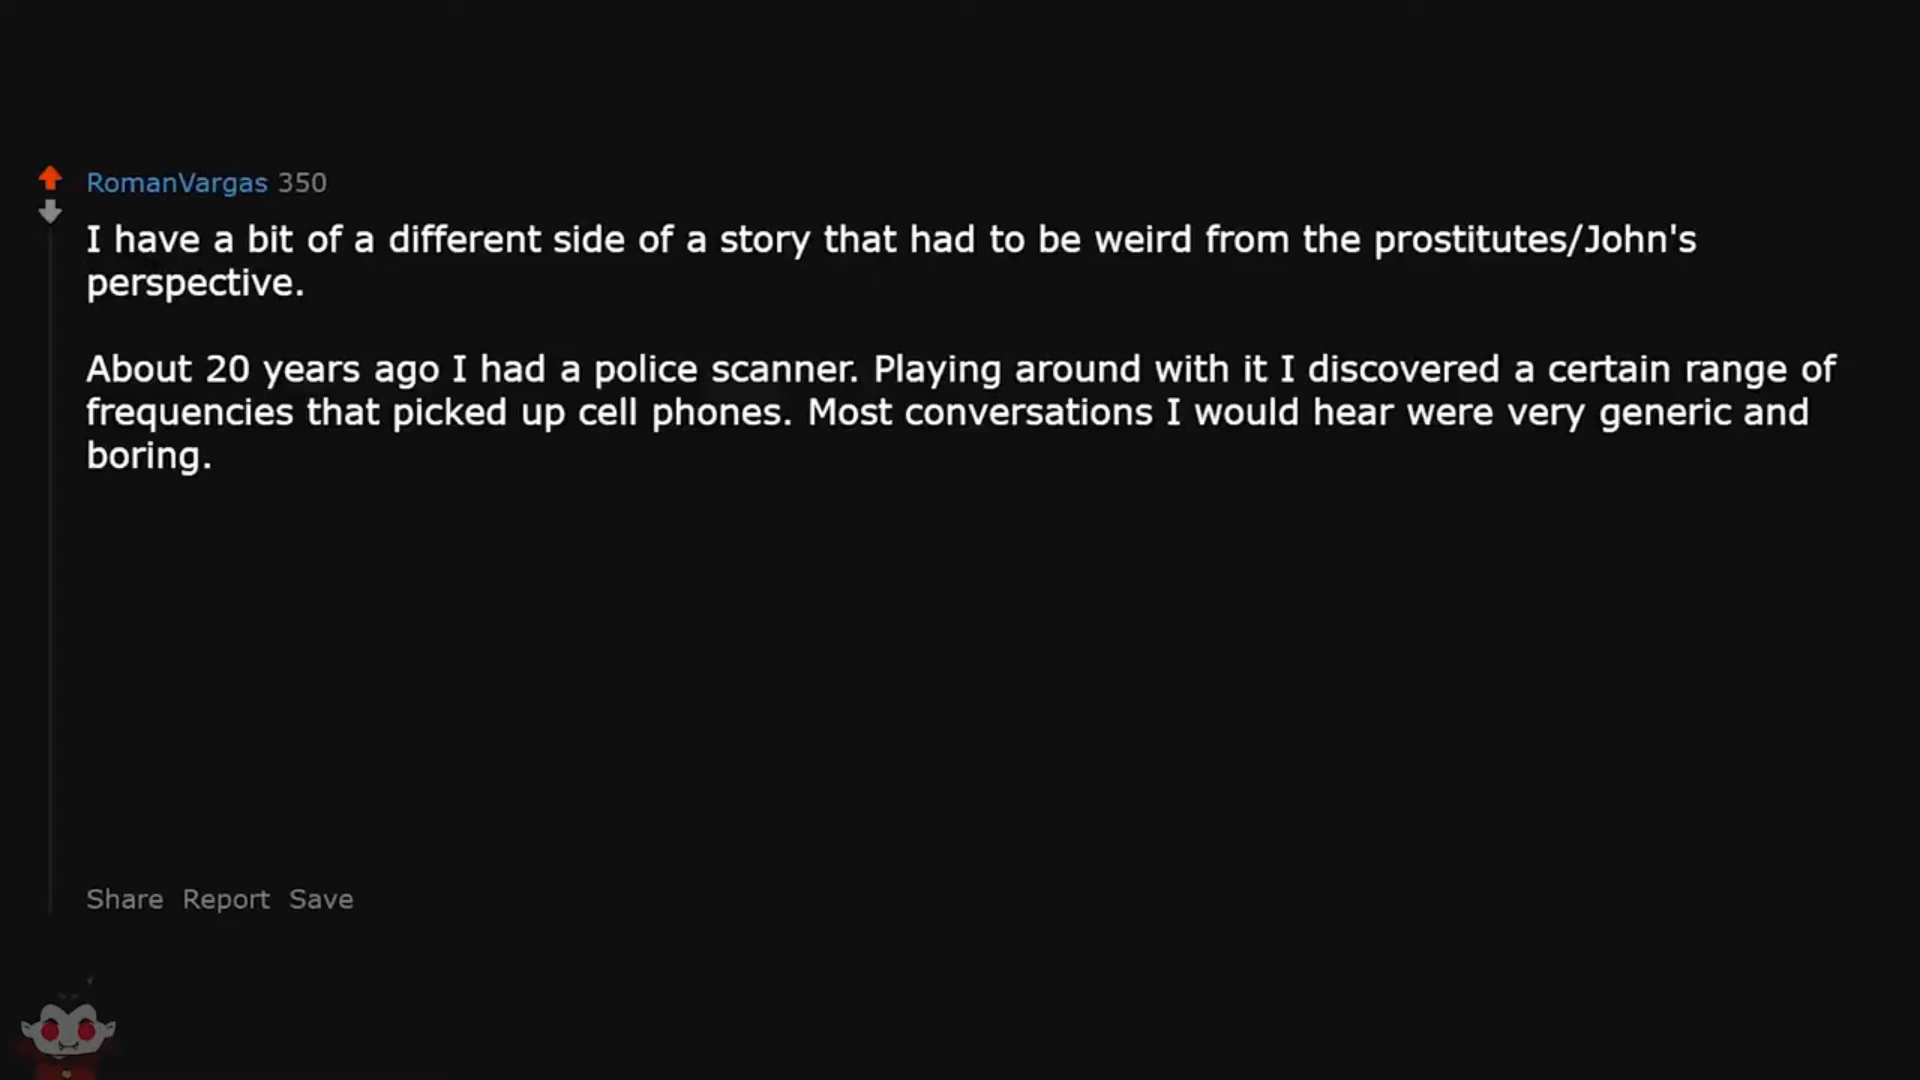 RomanVargas 350
I have a bit of a different side of a story that had to be weird from the prostitutes/John's
perspective.
About 20 years ago I had a police scanner. Playing around with it I discovered a certain range of
frequencies that picked up cell phones. Most conversations I would hear were very generic and
boring.
Share Report Save